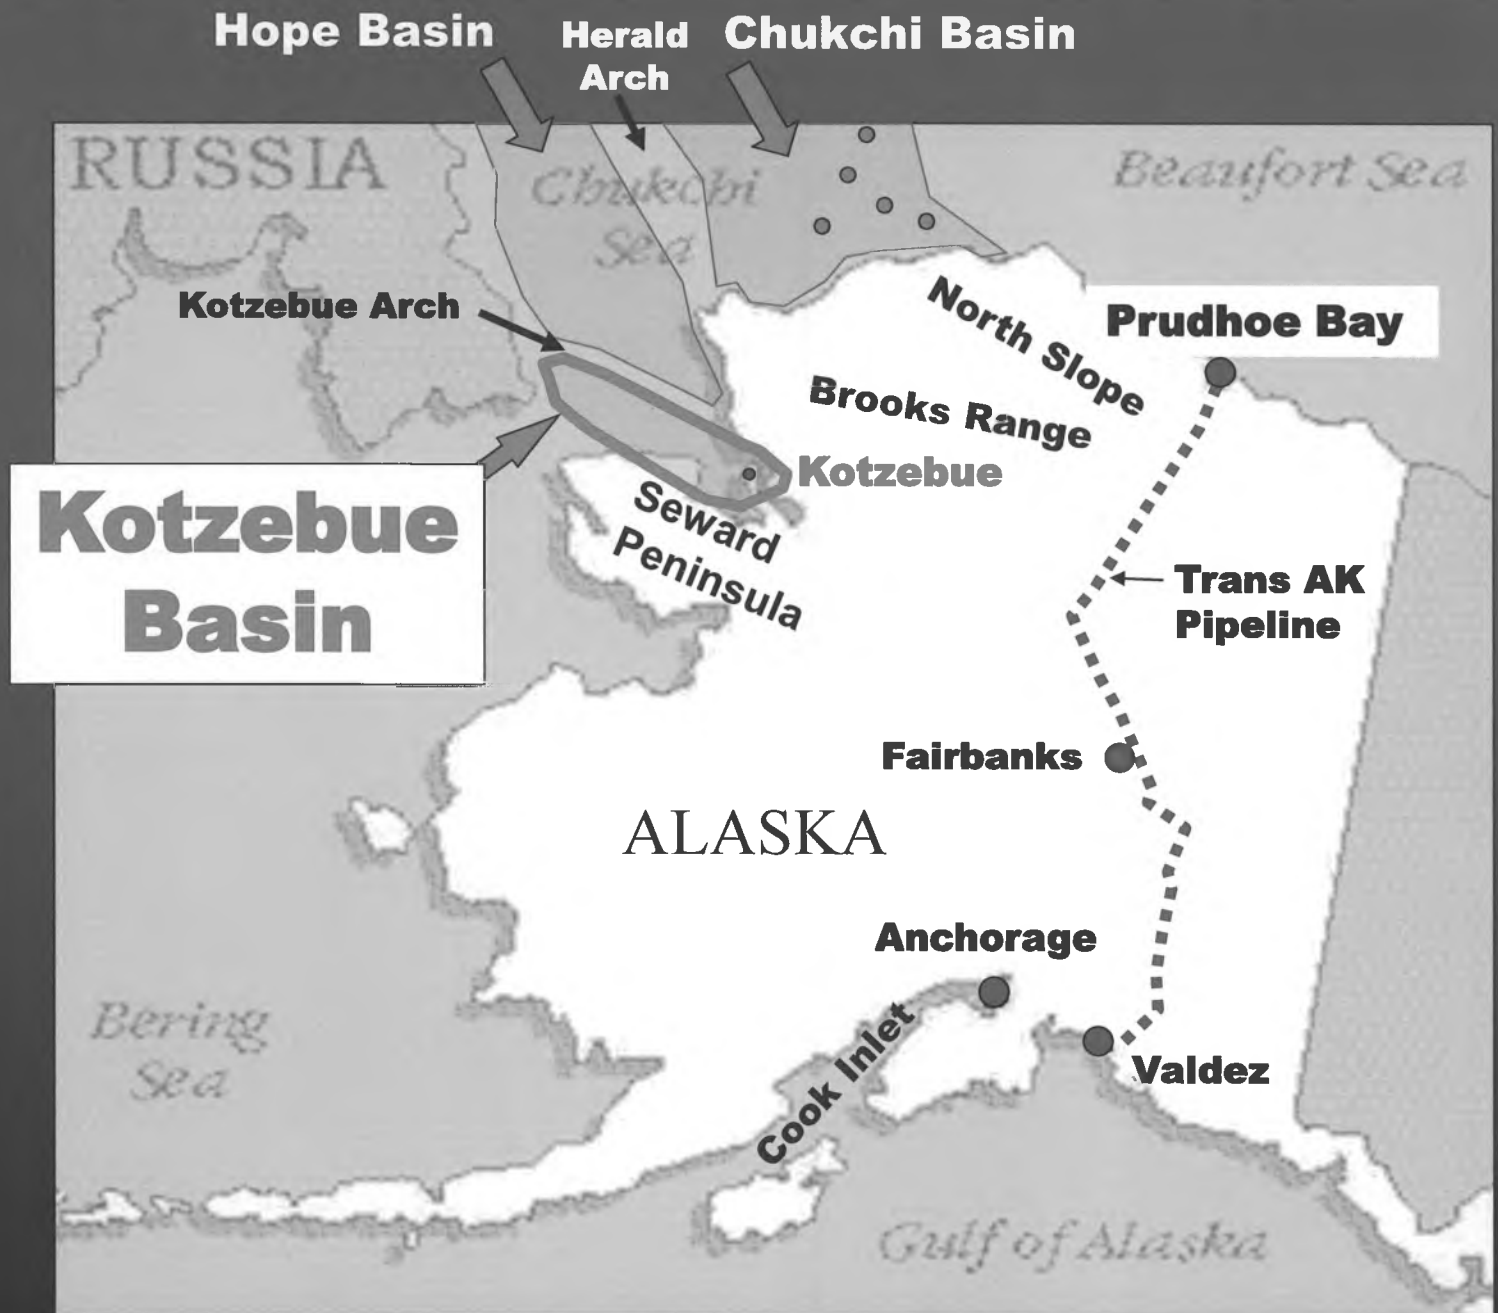 Hope Basin
Herald
Arch
Chukchi Basin
RUSSIA
Chukchi
Sea
Beaufort Sea
Kotzebue Arch
North Slope
Prudhoe Bay
Brooks Range
Kotzebue
Kotzebue
Basin
Seward
Peninsula
Trans AK
Pipeline
Fairbanks
ALASKA
Anchorage
Bering
Sea
Cook Inlet
Valdez
Gulf of Alaska